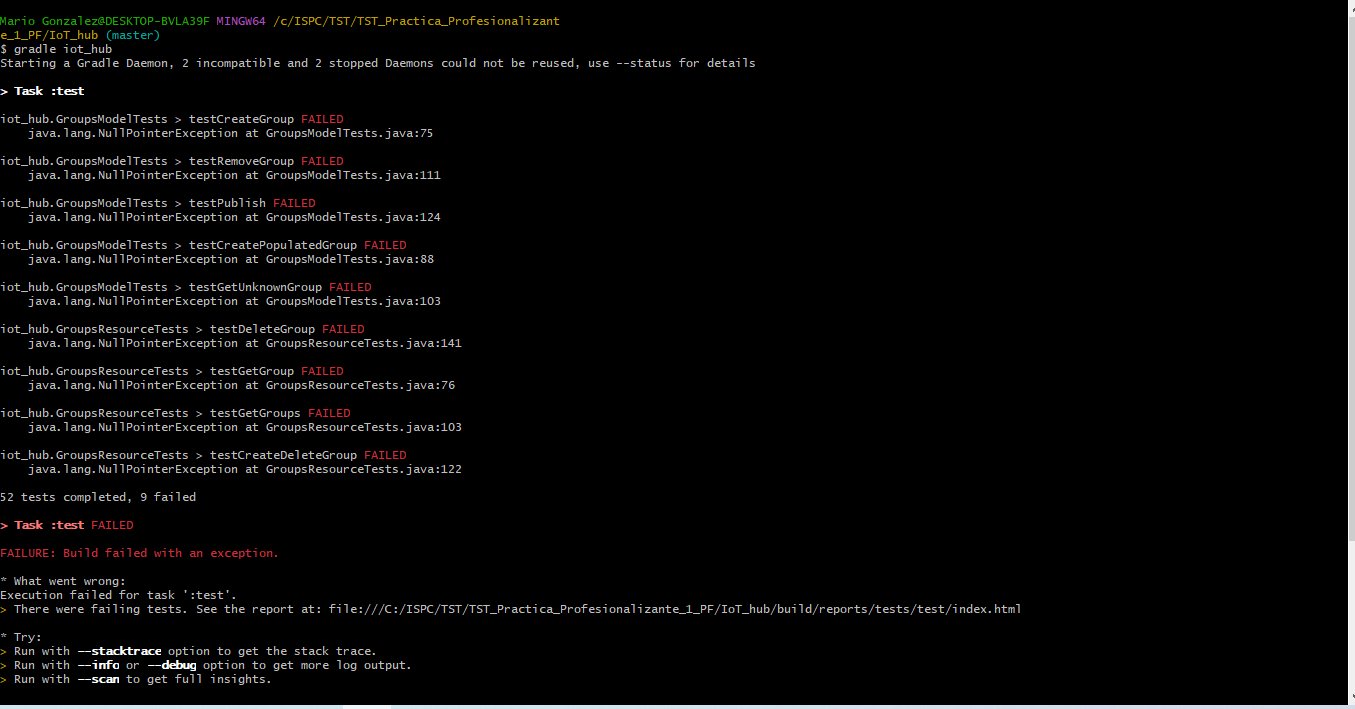 Mario Gonzalez@DESKTOP-BVLA39F MINGW64 /c/ISPC/TST/TST_Practica_Profesionalizant
e_1_PF/IoT_hub (master)
$ gradle iot_hub
Starting a Gradle Daemon, 2 incompatible and 2 stopped Daemons could not be reused, use --status for details
> Task :test
iot_hub.GroupsModelTests > testCreateGroup FAILED
java.lang.NullPointerException at GroupsModelTests.java:75
iot_hub.GroupsModelTests > testRemoveGroup FAILED
java.lang.NullPointerException at GroupsModelTests.java:111
iot_hub.GroupsModelTests > testPublish FAILED
java.lang.NullPointerException at GroupsModelTests.java:124
iot_hub.GroupsModelTests > testCreatePopulatedGroup FAILED
java.lang.NullPointerException at GroupsModelTests.java:88
iot_hub.GroupsModelTests > testGetUnknownGroup FAILED
java.lang.NullPointerException at GroupsModelTests.java:103
iot_hub.GroupsResourceTests > testDeleteGroup FAILED
java.lang.NullPointerException at GroupsResourceTests.java:141
iot_hub.GroupsResourceTests > testGetGroup FAILED
java.lang.NullPointerException at GroupsResourceTests.java:76
iot_hub.GroupsResourceTests > testGetGroups FAILED
java.lang.NullPointerException at GroupsResourceTests.java:103
iot_hub.GroupsResourceTests > testCreateDeleteGroup FAILED
java.lang.NullPointerException at GroupsResourceTests.java:122
52 tests completed, 9 failed
> Task :test FAILED
FAILURE: Build failed with an exception.
* What went wrong:
Execution failed for task ':test'.
> There were failing tests. See the report at: file:///C:/ISPC/TST/TST_Practica_Profesionalizante_1_PF/IoT_hub/build/reports/tests/test/index.html
* Try:
> Run with --stacktrace option to get the stack trace.
> Run with --info or --debug option to get more log output.
> Run with --scan to get full insights.